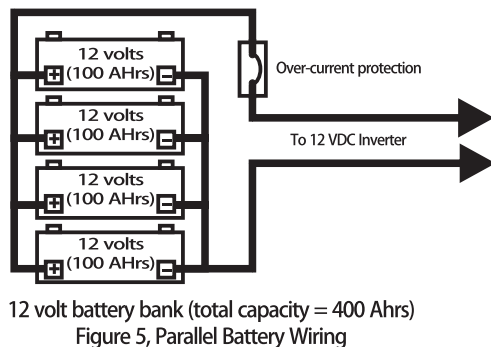 12 volts
(100 AHrs)
+
−
12 volts
(100 AHrs)
+
−
12 volts
(100 AHrs)
+
−
12 volts
(100 AHrs)
+
−
Over-current protection
To 12 VDC Inverter
12 volt battery bank (total capacity = 400 Ahrs)
Figure 5, Parallel Battery Wiring